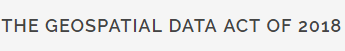 THE GEOSPATIAL DATA ACT OF 2018